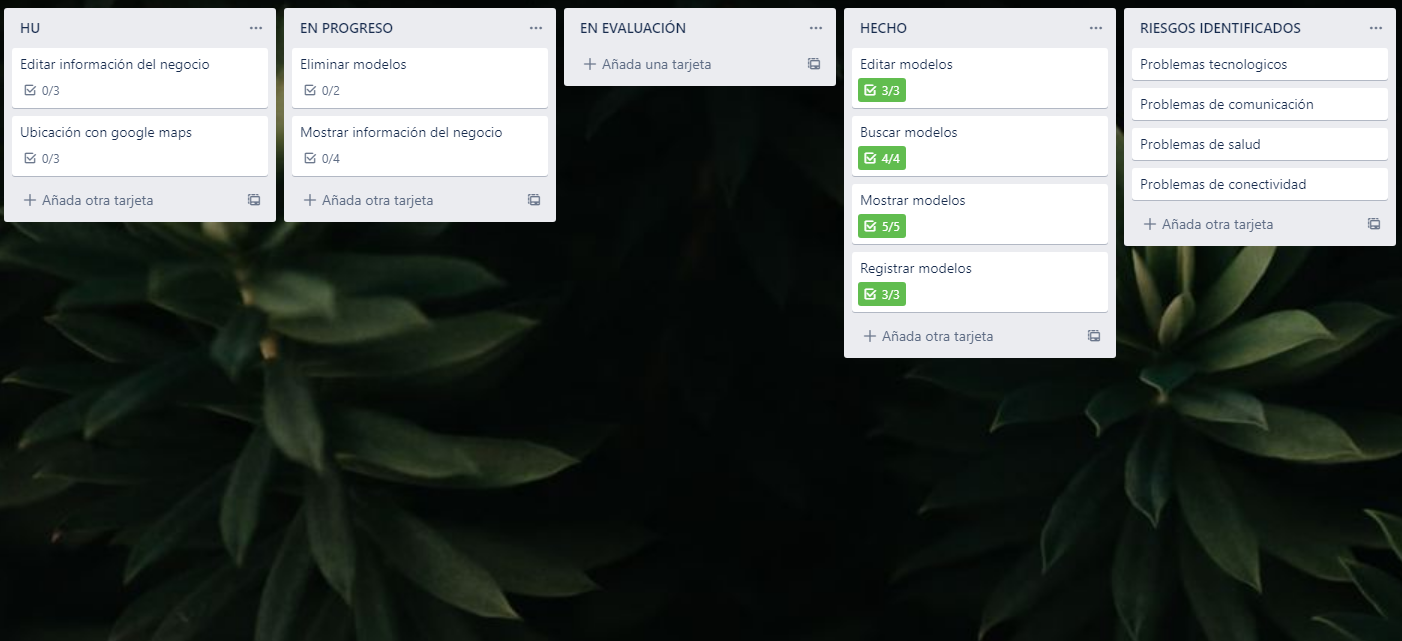 HU
Editar información del negocio
0/3
Ubicación con google maps
0/3
Añada otra tarjeta
EN PROGRESO
Eliminar modelos
0/2
Mostrar información del negocio
0/4
Añada otra tarjeta
EN EVALUACIÓN
Añada una tarjeta
HECHO
Editar modelos
3/3
Buscar modelos
4/4
Mostrar modelos
5/5
Registrar modelos
3/3
Añada otra tarjeta
RIESGOS IDENTIFICADOS
Problemas tecnologicos
Problemas de comunicación
Problemas de salud
Problemas de conectividad
Añada otra tarjeta